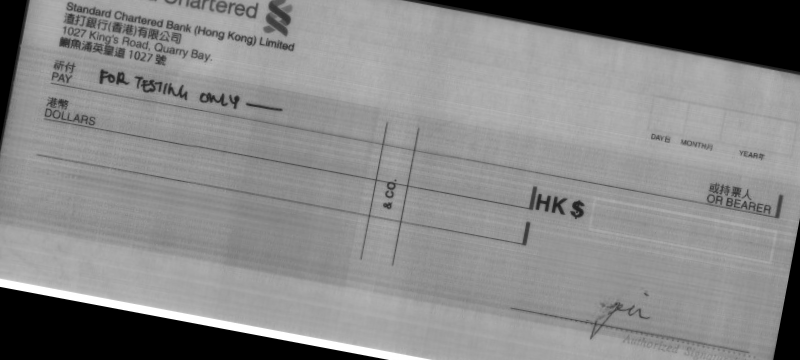 Chartered
Standard Chartered Bank (Hong Kong) Limited
渣打銀行(香港)有限公司
1027 King's Road, Quarry Bay.
鰂魚涌英皇道 1027 號
祈付
PAY FOR TESTING ONLY
港幣
DOLLARS
& CO.
DAY日 MONTH月 YEAR年
或持票人
OR BEARER
HK$
Authorized